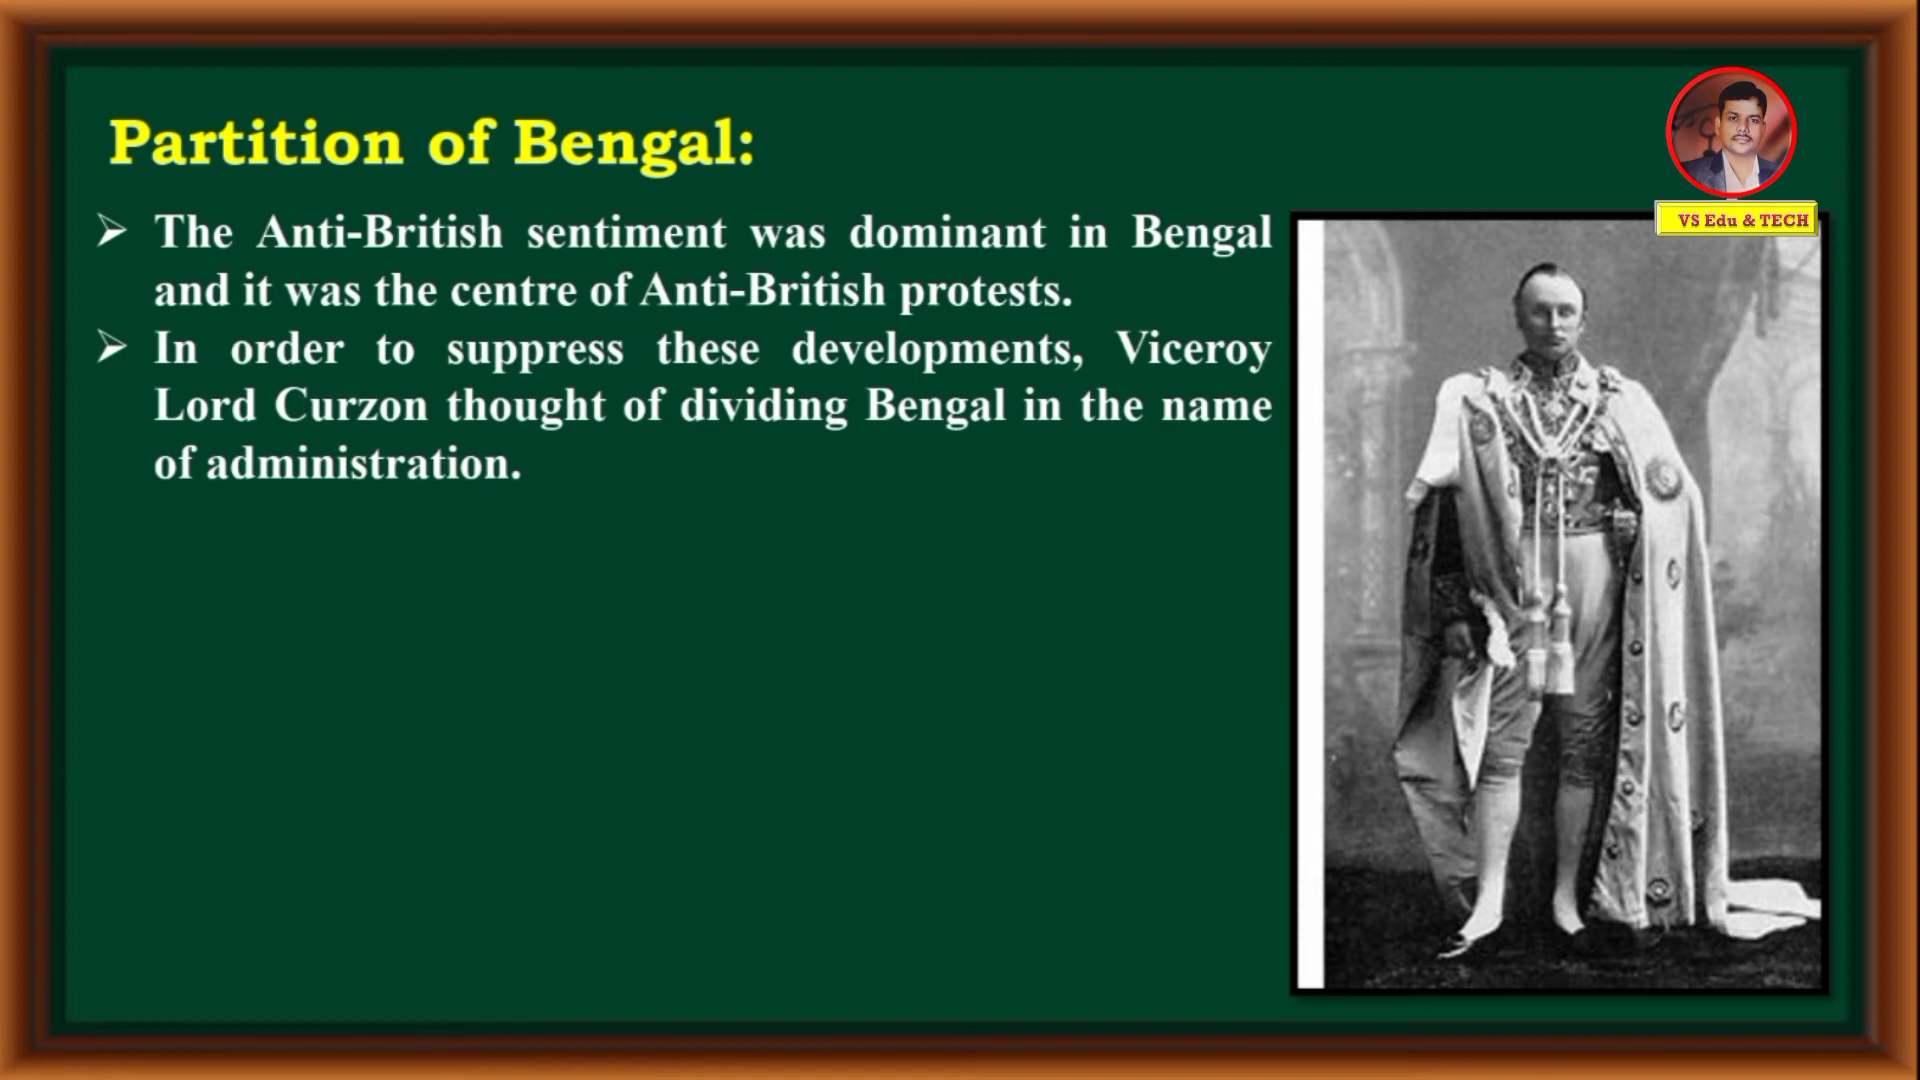 Partition of Bengal:
VS Edu & TECH
➢ The Anti-British sentiment was dominant in Bengal
and it was the centre of Anti-British protests.
➢ In order to suppress these developments, Viceroy
Lord Curzon thought of dividing Bengal in the name
of administration.